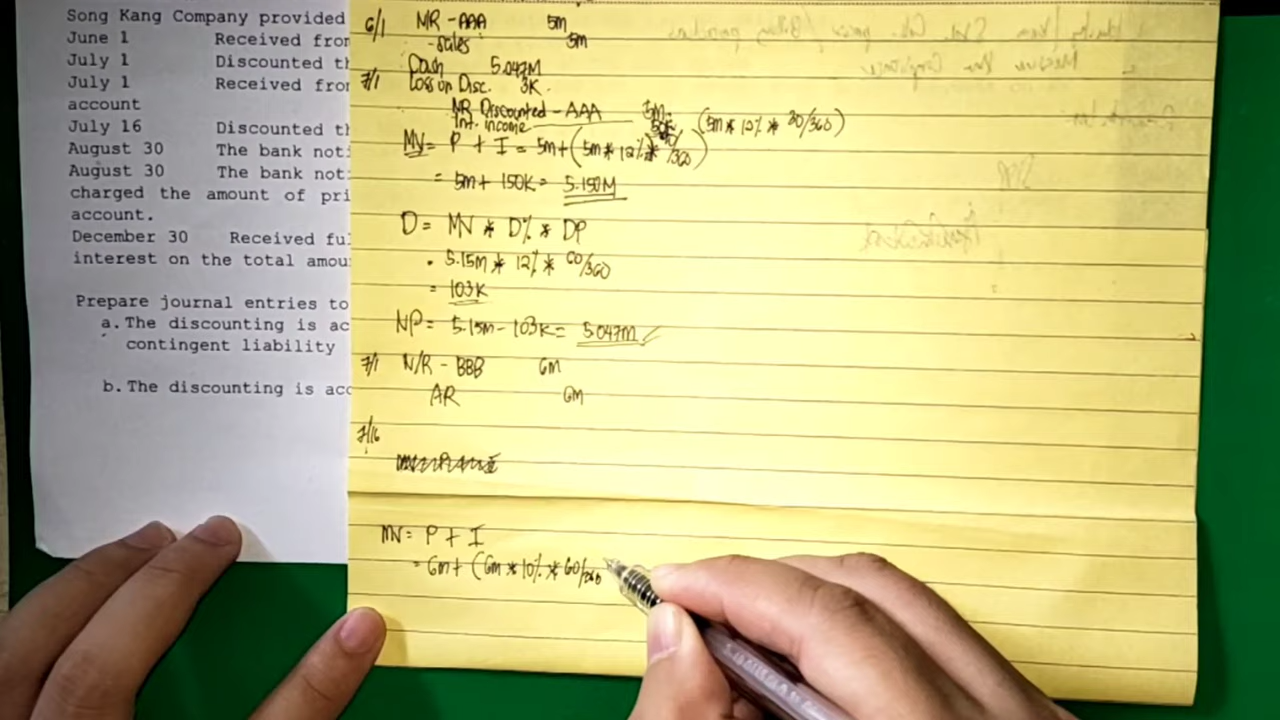 Song Kang Company provided
June 1 Received from
July 1 Discounted th
July 1 Received from
account
July 16 Discounted th
August 30 The bank noti
August 30 The bank not
charged the amount of pri
account.
December 30 Received ful
interest on the total amou
Prepare journal entries to
a. The discounting is ac
contingent liability
b. The discounting is acc
6/1 NR - AAA 5m
- Sales 5m
Cash 5.047M
7/1 Loss on Disc. 3K.
NR Discounted - AAA 5m
Int. income (5m * 12% * 30/360)
MV = P + I = 5m + (5m * 12% * /360)
= 5m + 150K = 5.150M
D = MV * D% * DP
= 5.15m * 12% * 60/360
= 103K
NP = 5.15m - 103K = 5.047m
7/1 N/R - BBB 6m
AR 6m
7/16
MV = P + I
= 6m + (6m * 10% * 60/360